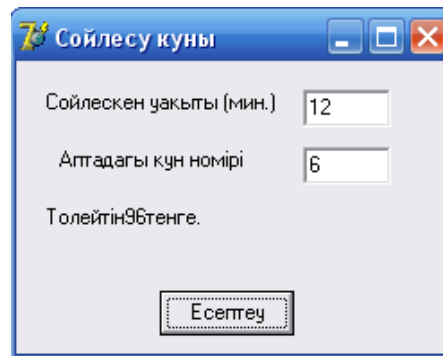 Сойлесу куны
Сойлескен уакыты (мин.) 12
Аптадагы кун номірі 6
Толейтін96тенге.
Есептеу